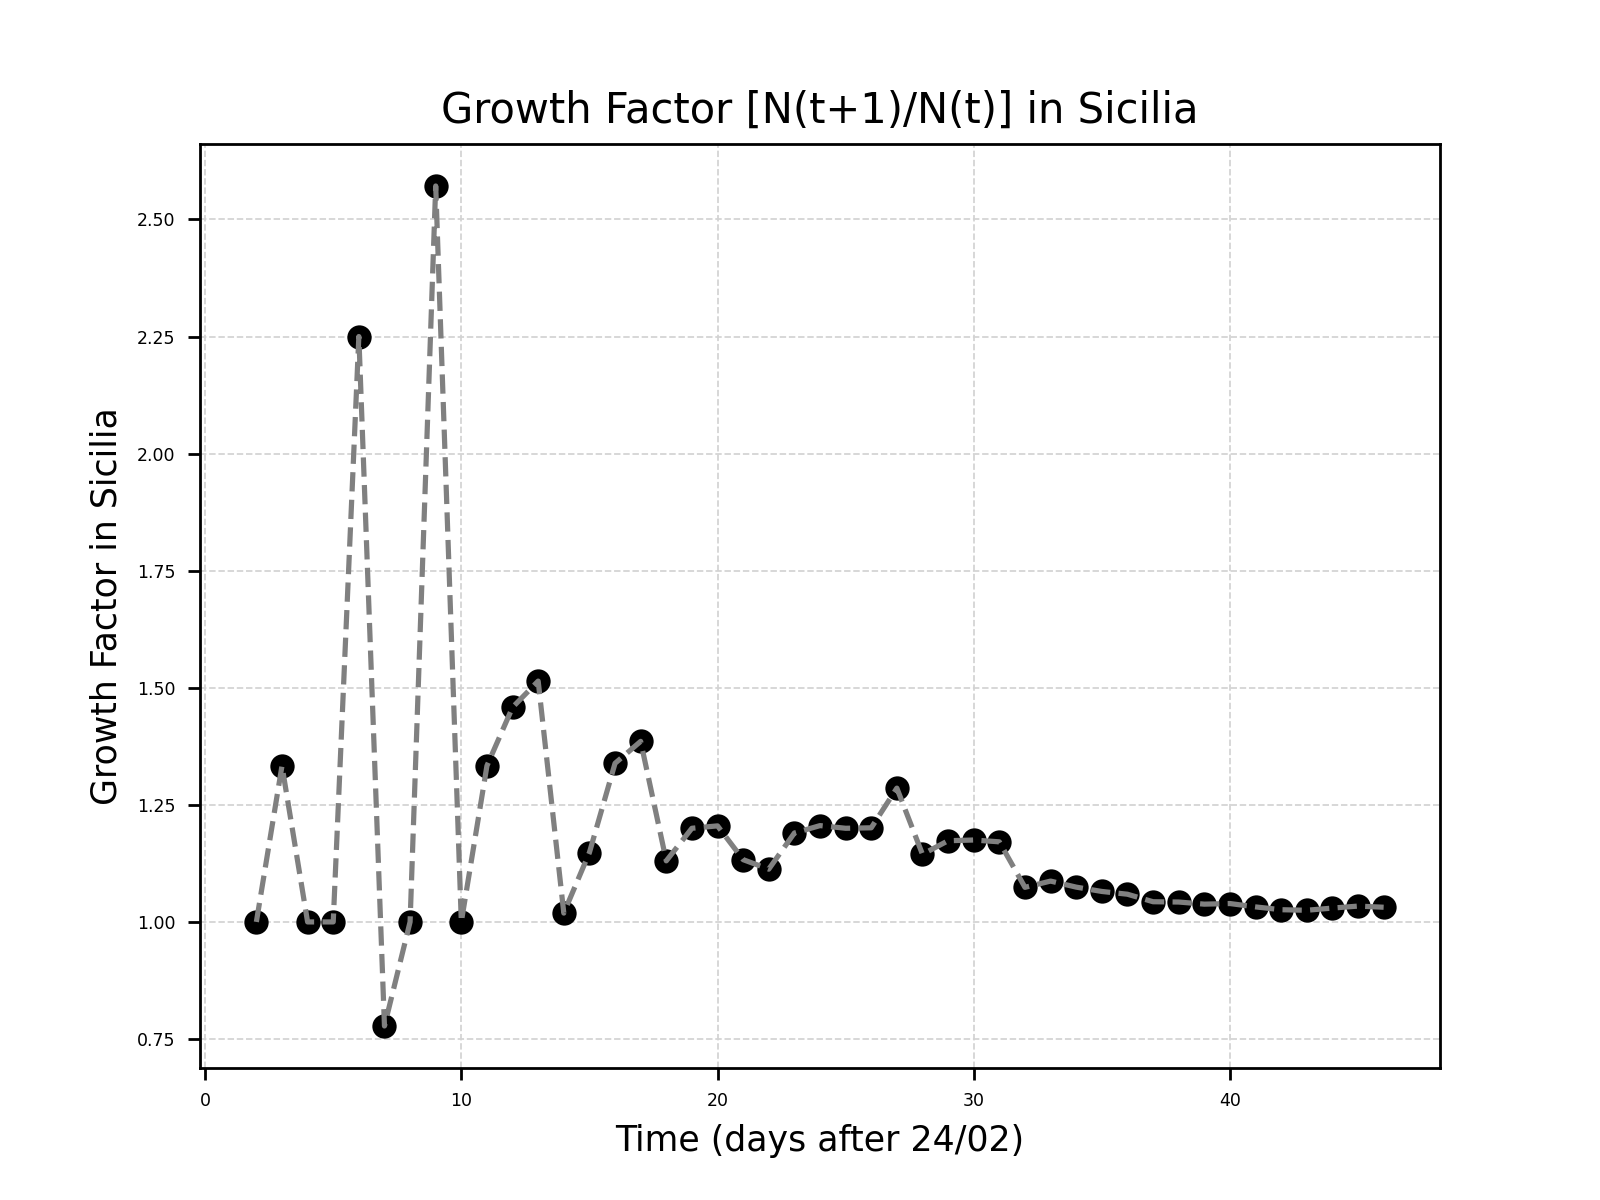 Growth Factor [N(t+1)/N(t)] in Sicilia
Growth Factor in Sicilia
2.50
2.25
2.00
1.75
1.50
1.25
1.00
0.75
0 10 20 30 40
Time (days after 24/02)